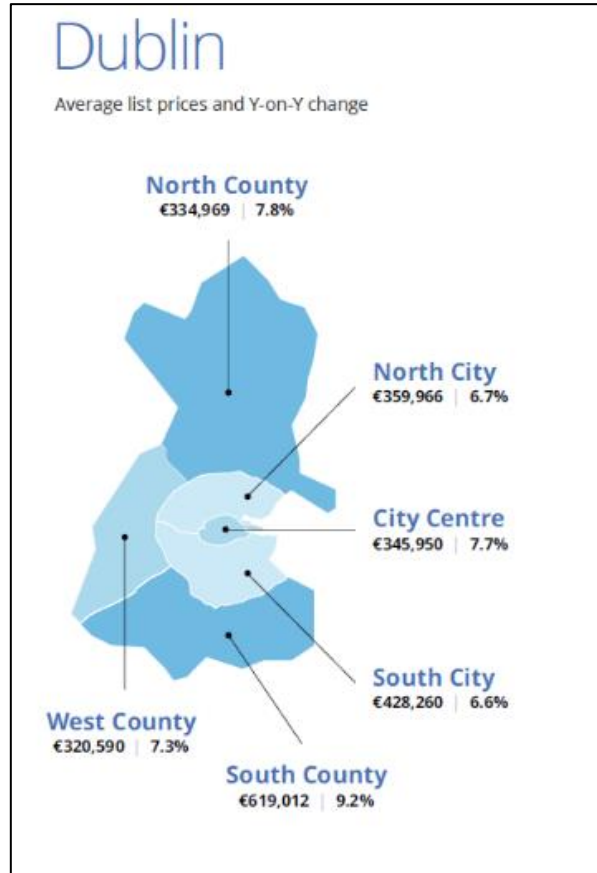 Dublin
Average list prices and Y-on-Y change
North County
€334,969 | 7.8%
North City
€359,966 | 6.7%
City Centre
€345,950 | 7.7%
South City
€428,260 | 6.6%
West County
€320,590 | 7.3%
South County
€619,012 | 9.2%